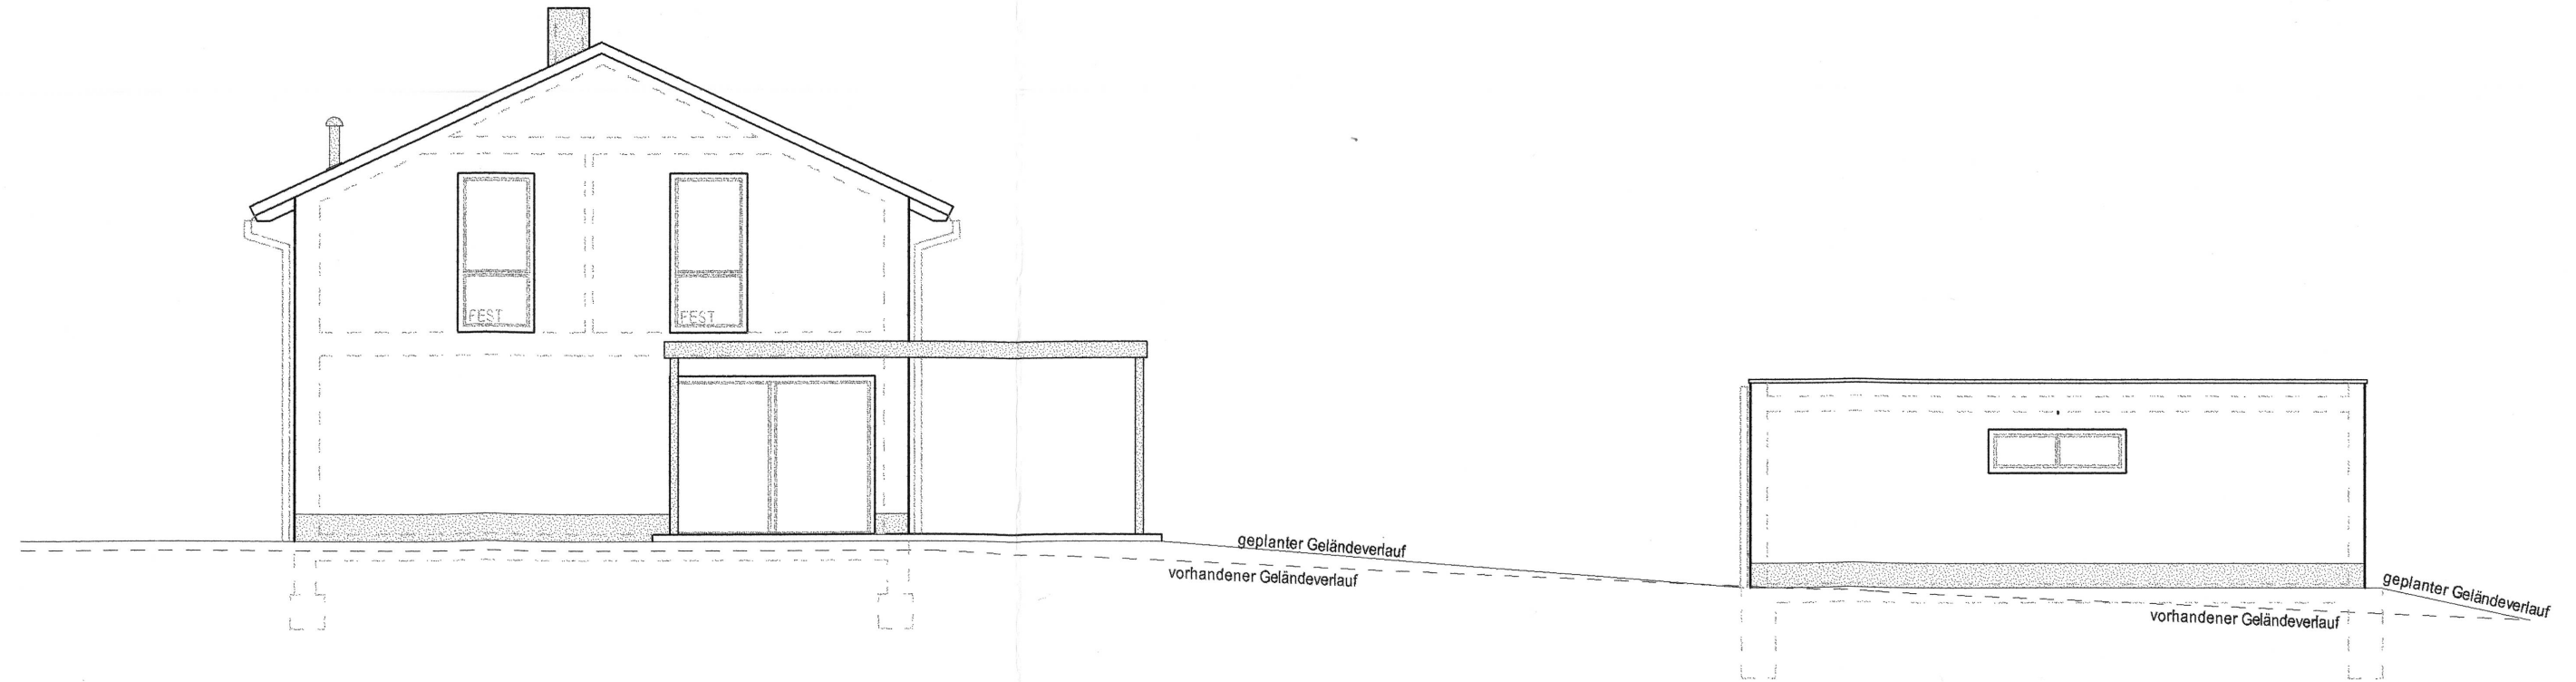 FEST
FEST
geplanter Geländeverlauf
vorhandener Geländeverlauf
geplanter Geländeverlauf
vorhandener Geländeverlauf